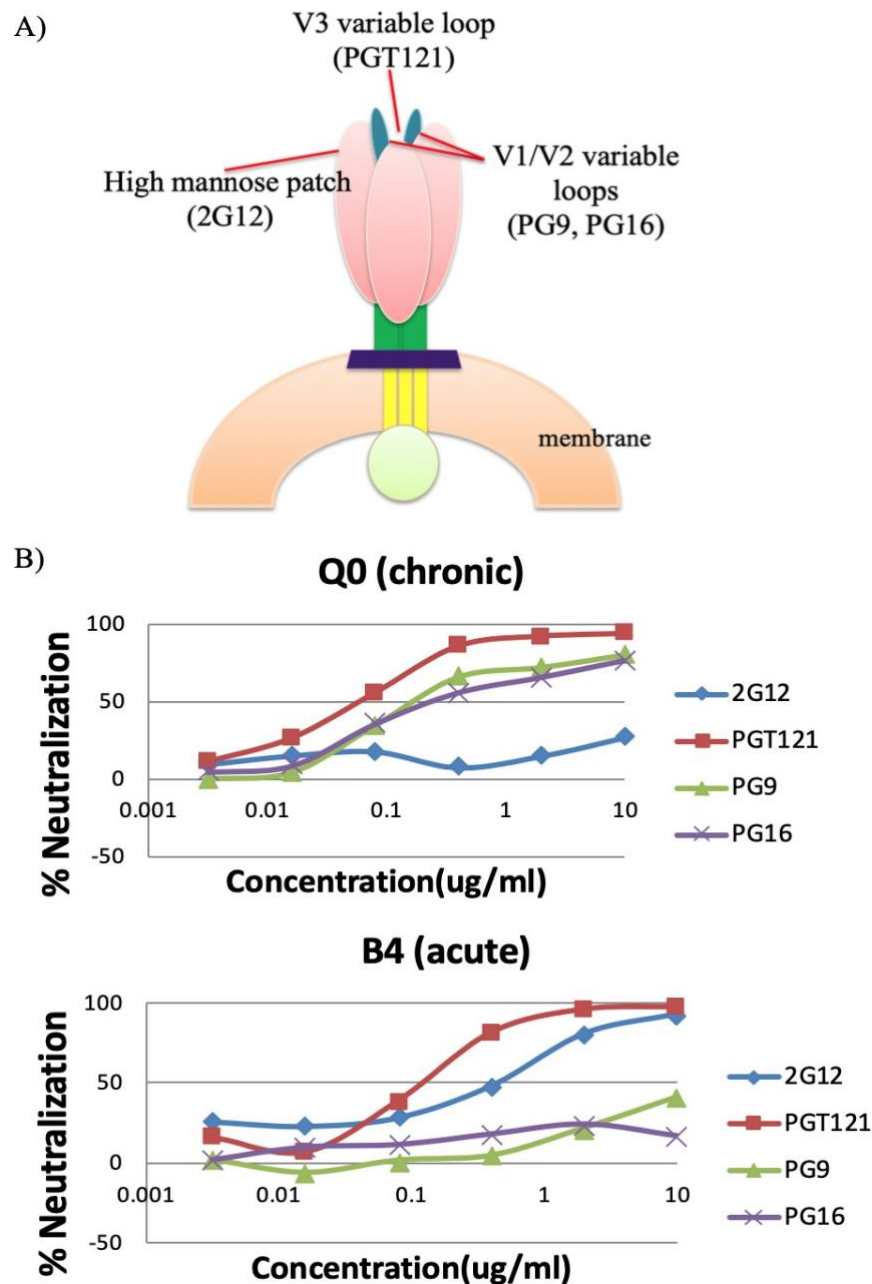 A)
V3 variable loop
(PGT121)
High mannose patch
(2G12)
V1/V2 variable
loops
(PG9, PG16)
membrane
B)
Q0 (chronic)
% Neutralization
100
50
0
-50
0.001
0.01
0.1
1
10
Concentration(ug/ml)
2G12
PGT121
PG9
PG16
B4 (acute)
% Neutralization
100
50
0
-50
0.001
0.01
0.1
1
10
Concentration(ug/ml)
2G12
PGT121
PG9
PG16